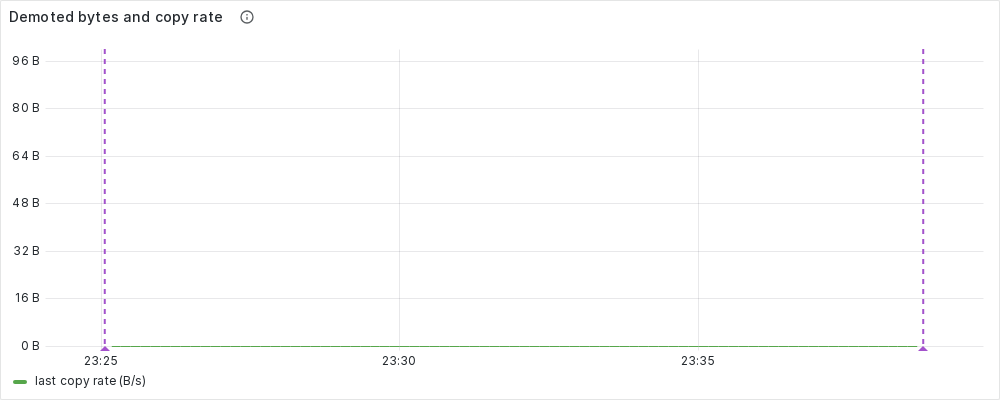 Demoted bytes and copy rate
96 B
80 B
64 B
48 B
32 B
16 B
0 B
23:25 23:30 23:35
last copy rate (B/s)